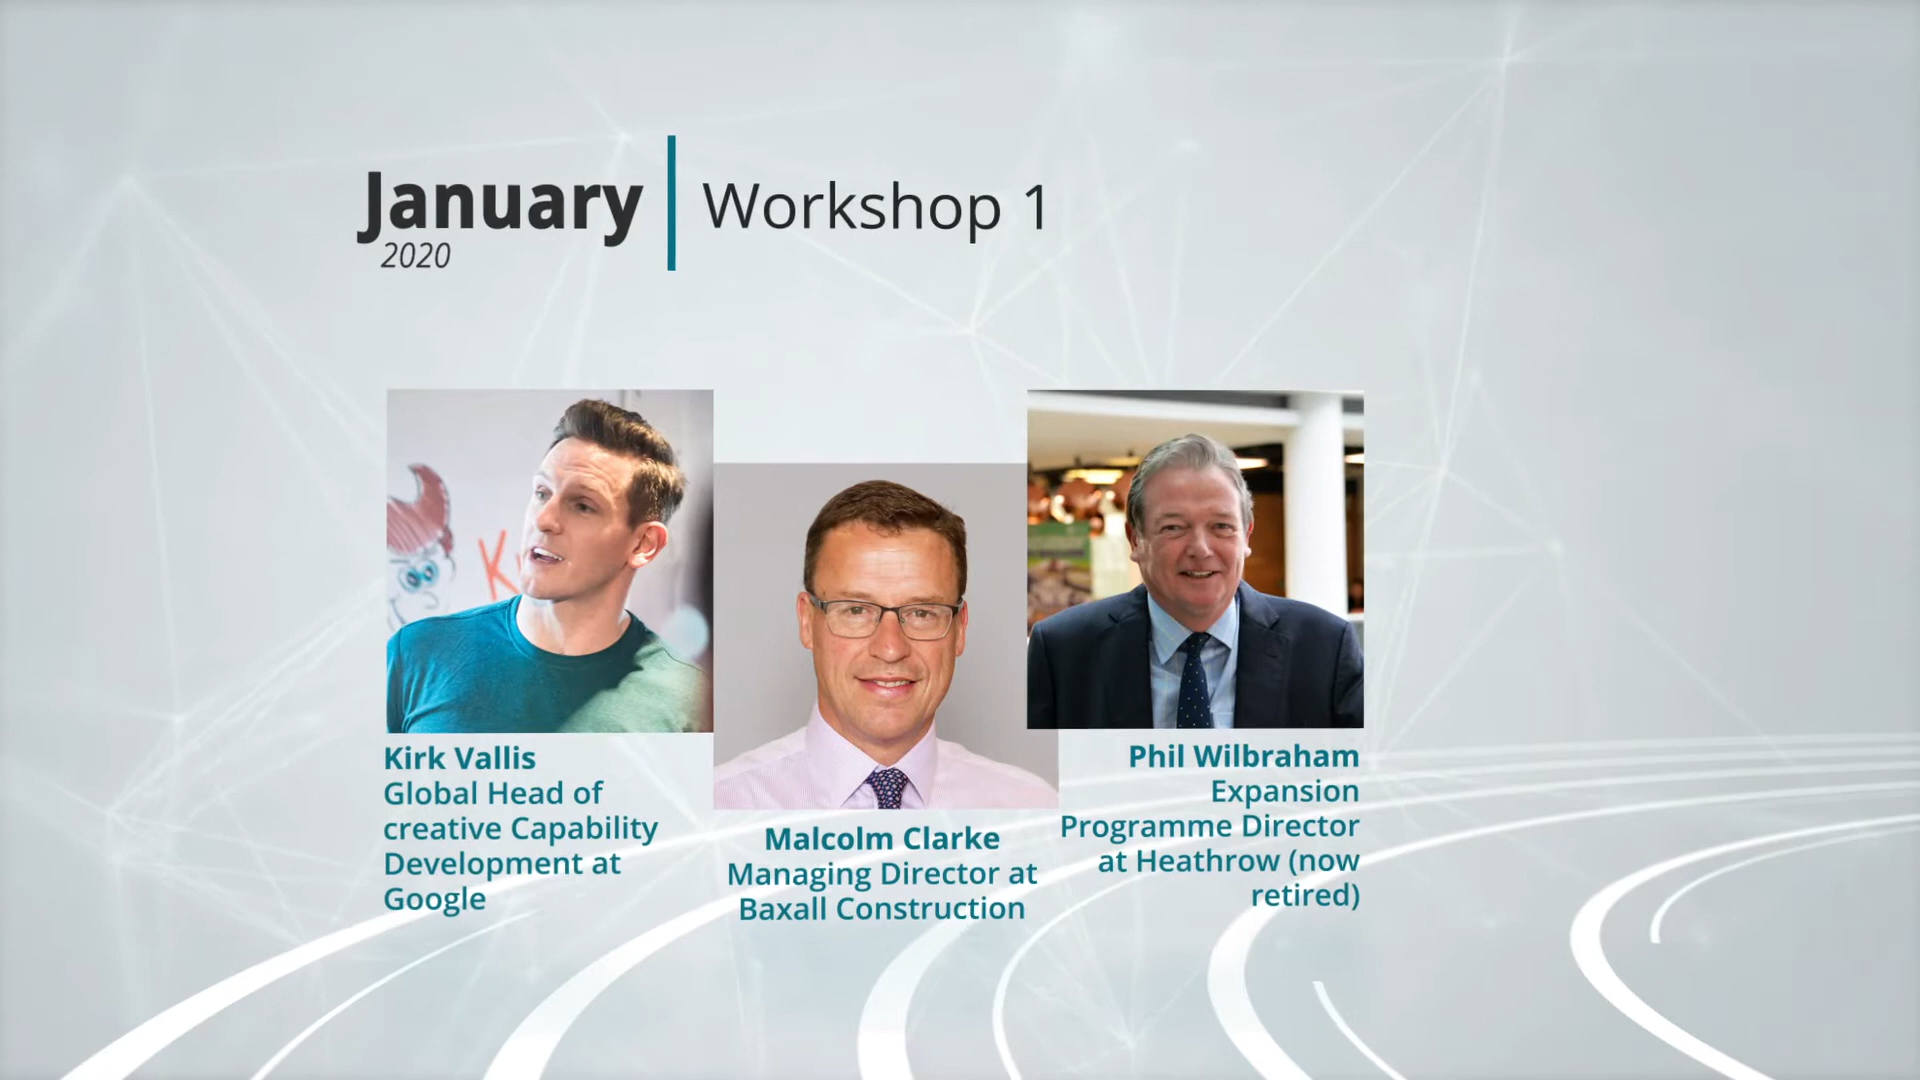 January
2020
Workshop 1
Kirk Vallis
Global Head of
creative Capability
Development at
Google
Malcolm Clarke
Managing Director at
Baxall Construction
Phil Wilbraham
Expansion
Programme Director
at Heathrow (now
retired)